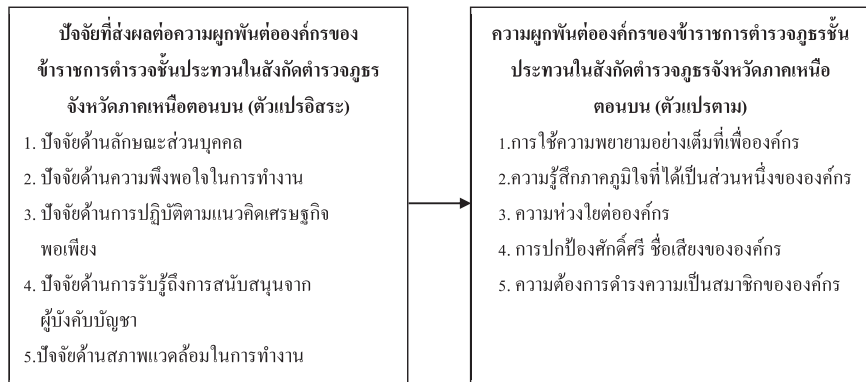 ปัจจัยที่ส่งผลต่อความผูกพันต่อองค์กรของ
ข้าราชการตำรวจชั้นประทวนในสังกัดตำรวจภูธร
จังหวัดภาคเหนือตอนบน (ตัวแปรอิสระ)
1. ปัจจัยด้านลักษณะส่วนบุคคล
2. ปัจจัยด้านความพึงพอใจในการทำงาน
3. ปัจจัยด้านการปฏิบัติตามแนวคิดเศรษฐกิจ
พอเพียง
4. ปัจจัยด้านการรับรู้ถึงการสนับสนุนจาก
ผู้บังคับบัญชา
5.ปัจจัยด้านสภาพแวดล้อมในการทำงาน
ความผูกพันต่อองค์กรของข้าราชการตำรวจภูธรชั้น
ประทวนในสังกัดตำรวจภูธรจังหวัดภาคเหนือ
ตอนบน (ตัวแปรตาม)
1.การใช้ความพยายามอย่างเต็มที่เพื่อองค์กร
2.ความรู้สึกภาคภูมิใจที่ได้เป็นส่วนหนึ่งขององค์กร
3. ความห่วงใยต่อองค์กร
4. การปกป้องศักดิ์ศรี ชื่อเสียงขององค์กร
5. ความต้องการดำรงความเป็นสมาชิกขององค์กร